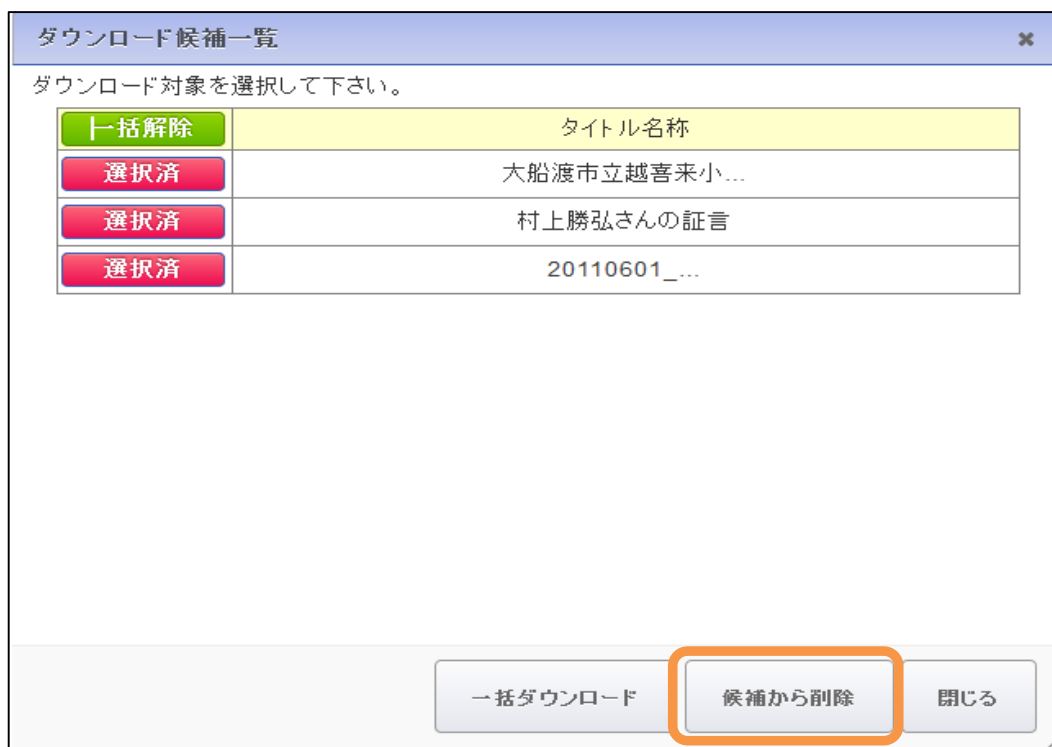 ダウンロード候補一覧
ダウンロード対象を選択して下さい。
一括解除 タイトル名称
選択済 大船渡市立越喜来小...
選択済 村上勝弘さんの証言
選択済 20110601_...
一括ダウンロード 候補から削除 閉じる